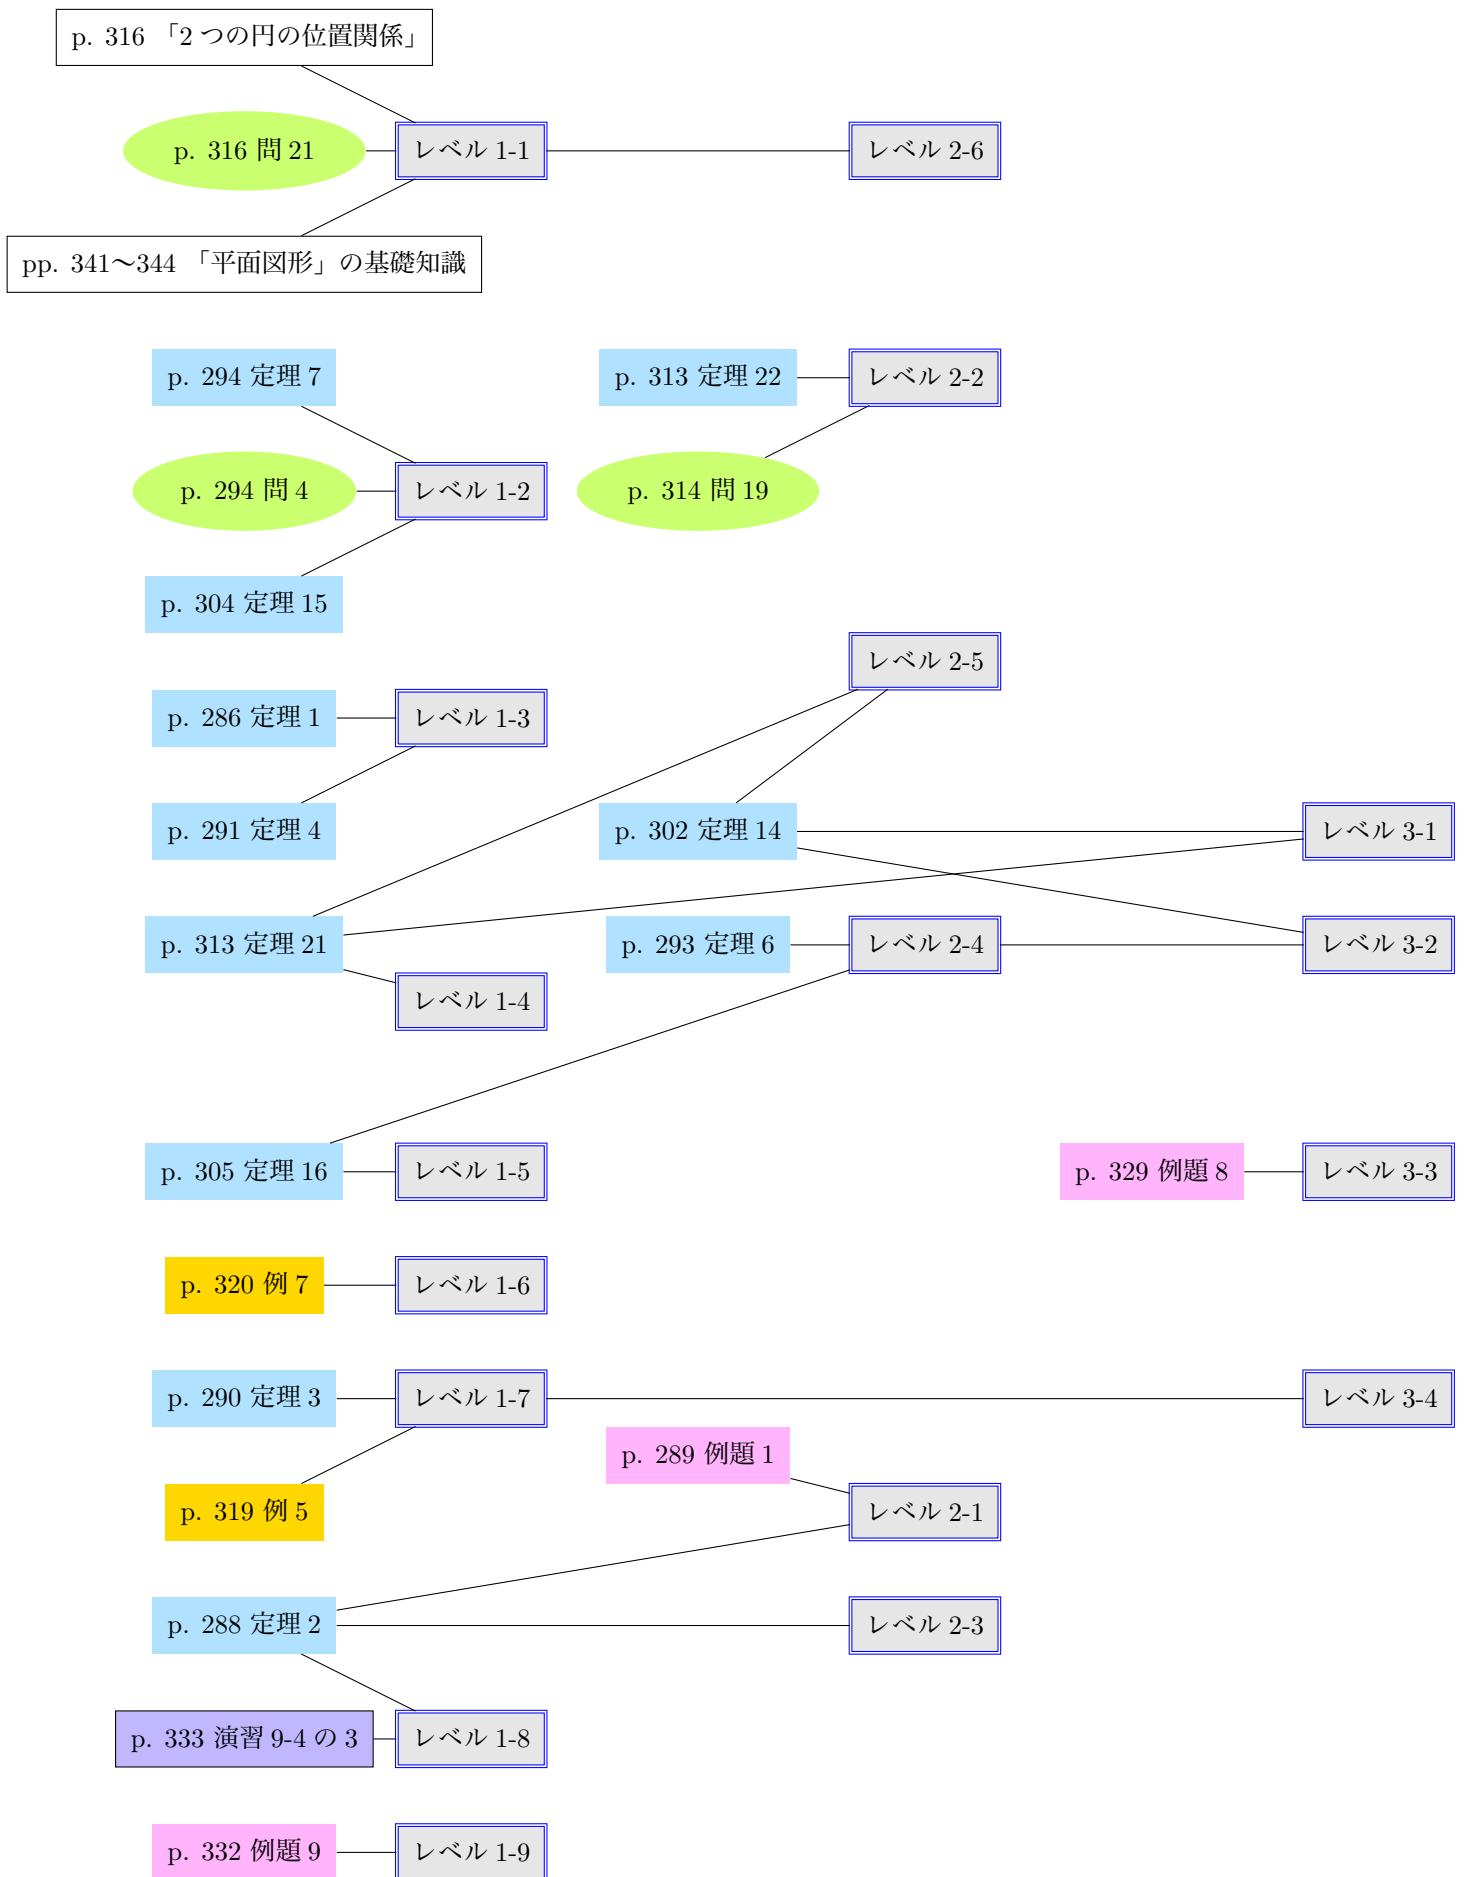 p. 316 「2 つの円の位置関係」
p. 316 問 21
レベル 1-1
レベル 2-6
pp. 341〜344 「平面図形」の基礎知識
p. 294 定理 7
p. 313 定理 22
レベル 2-2
p. 294 問 4
レベル 1-2
p. 314 問 19
p. 304 定理 15
レベル 2-5
p. 286 定理 1
レベル 1-3
p. 291 定理 4
p. 302 定理 14
レベル 3-1
p. 313 定理 21
p. 293 定理 6
レベル 2-4
レベル 3-2
レベル 1-4
p. 305 定理 16
レベル 1-5
p. 329 例題 8
レベル 3-3
p. 320 例 7
レベル 1-6
p. 290 定理 3
レベル 1-7
レベル 3-4
p. 289 例題 1
p. 319 例 5
レベル 2-1
p. 288 定理 2
レベル 2-3
p. 333 演習 9-4 の 3
レベル 1-8
p. 332 例題 9
レベル 1-9